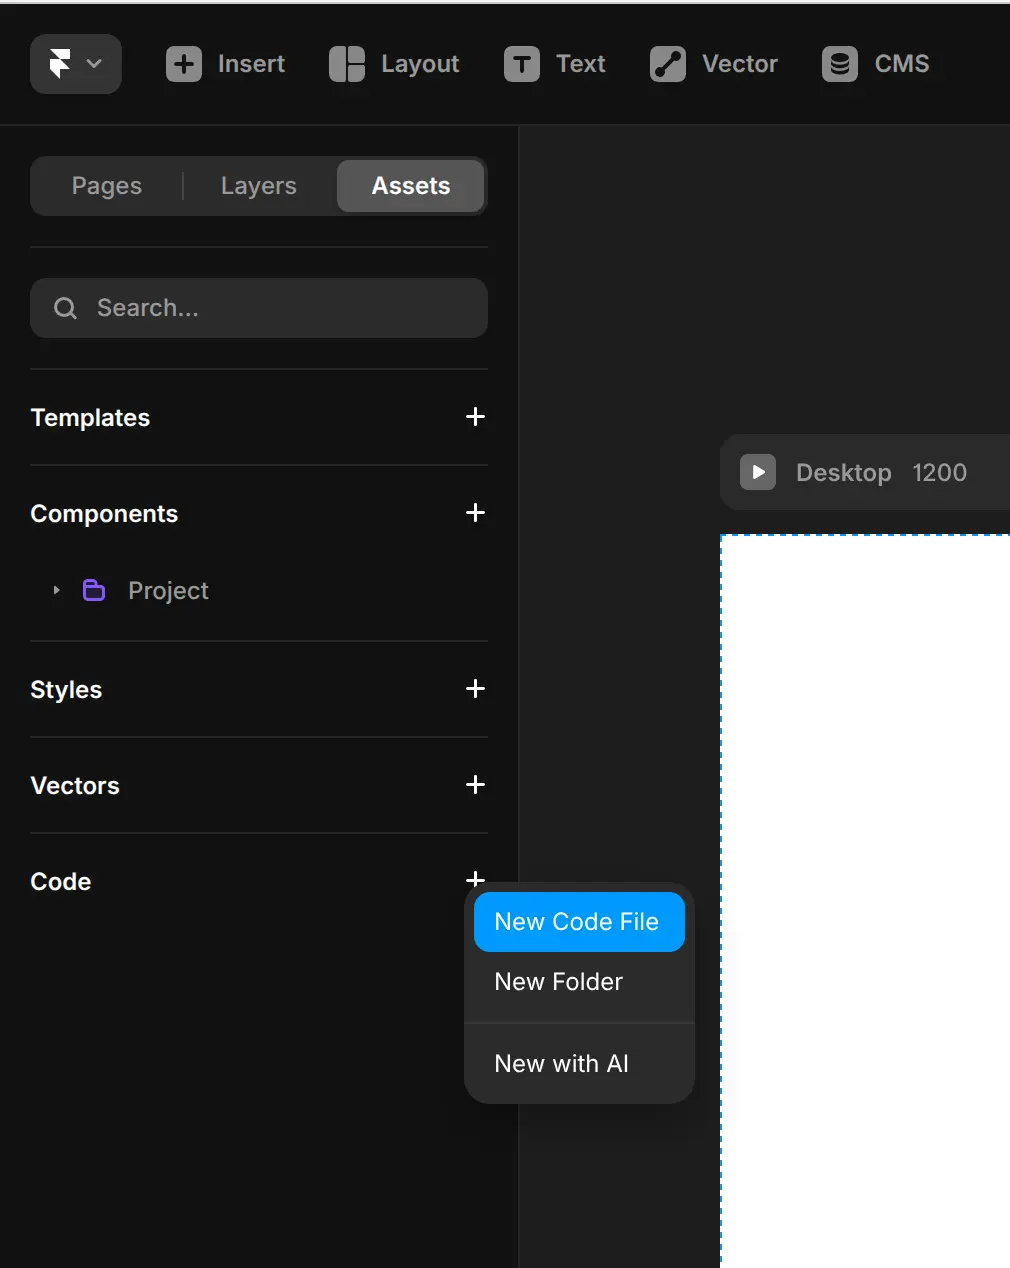 Insert Layout Text Vector CMS
Pages Layers Assets
Search...
Templates
Components
Project
Styles
Vectors
Code
New Code File
New Folder
New with AI
Desktop 1200